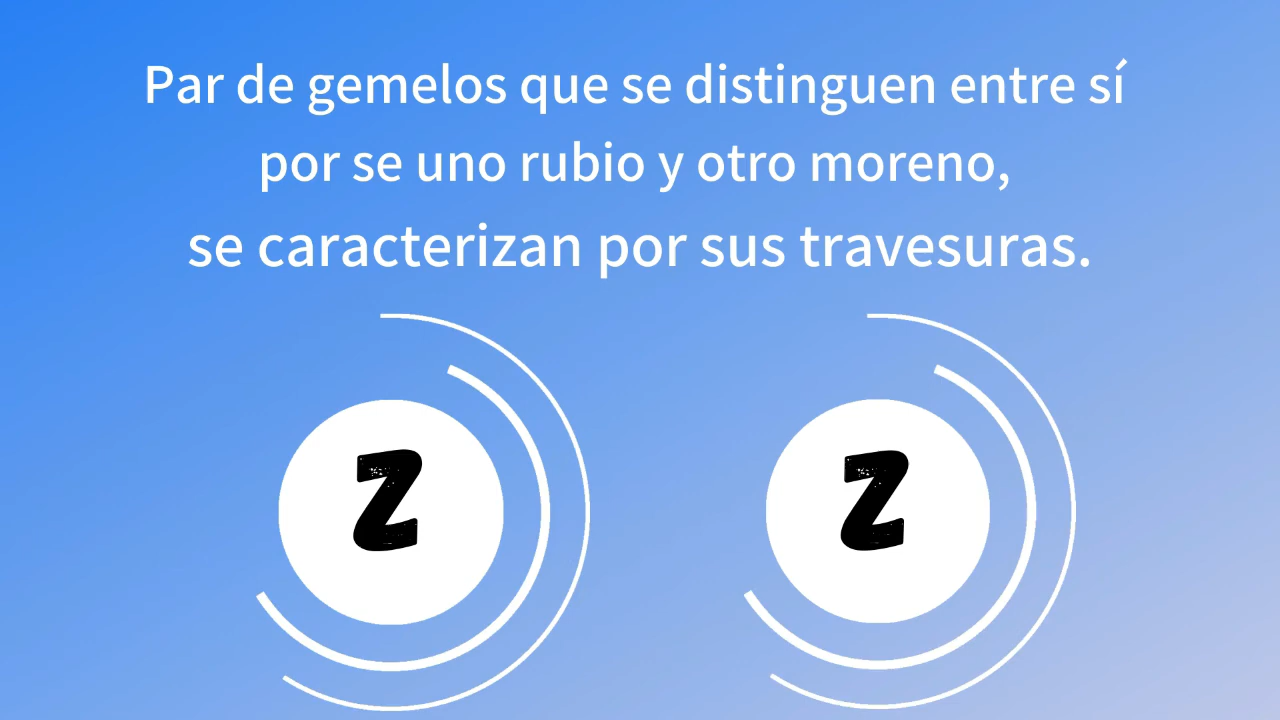 Par de gemelos que se distinguen entre sí
por se uno rubio y otro moreno,
se caracterizan por sus travesuras.
Z Z